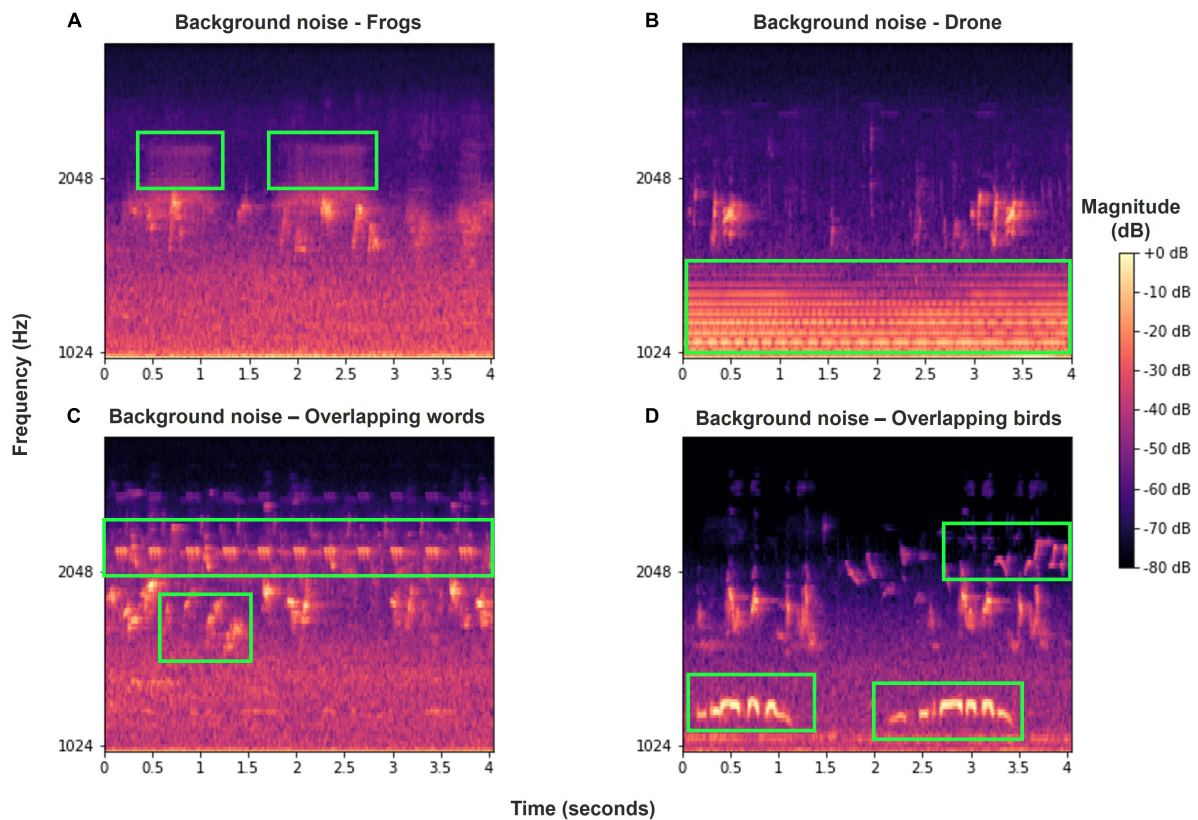 A Background noise - Frogs
B Background noise - Drone
2048
1024
0 0.5 1 1.5 2 2.5 3 3.5 4
2048
1024
0 0.5 1 1.5 2 2.5 3 3.5 4
Magnitude
(dB)
+0 dB
-10 dB
-20 dB
-30 dB
-40 dB
-50 dB
-60 dB
-70 dB
-80 dB
Frequency (Hz)
C Background noise – Overlapping words
D Background noise – Overlapping birds
2048
1024
0 0.5 1 1.5 2 2.5 3 3.5 4
2048
1024
0 0.5 1 1.5 2 2.5 3 3.5 4
Time (seconds)